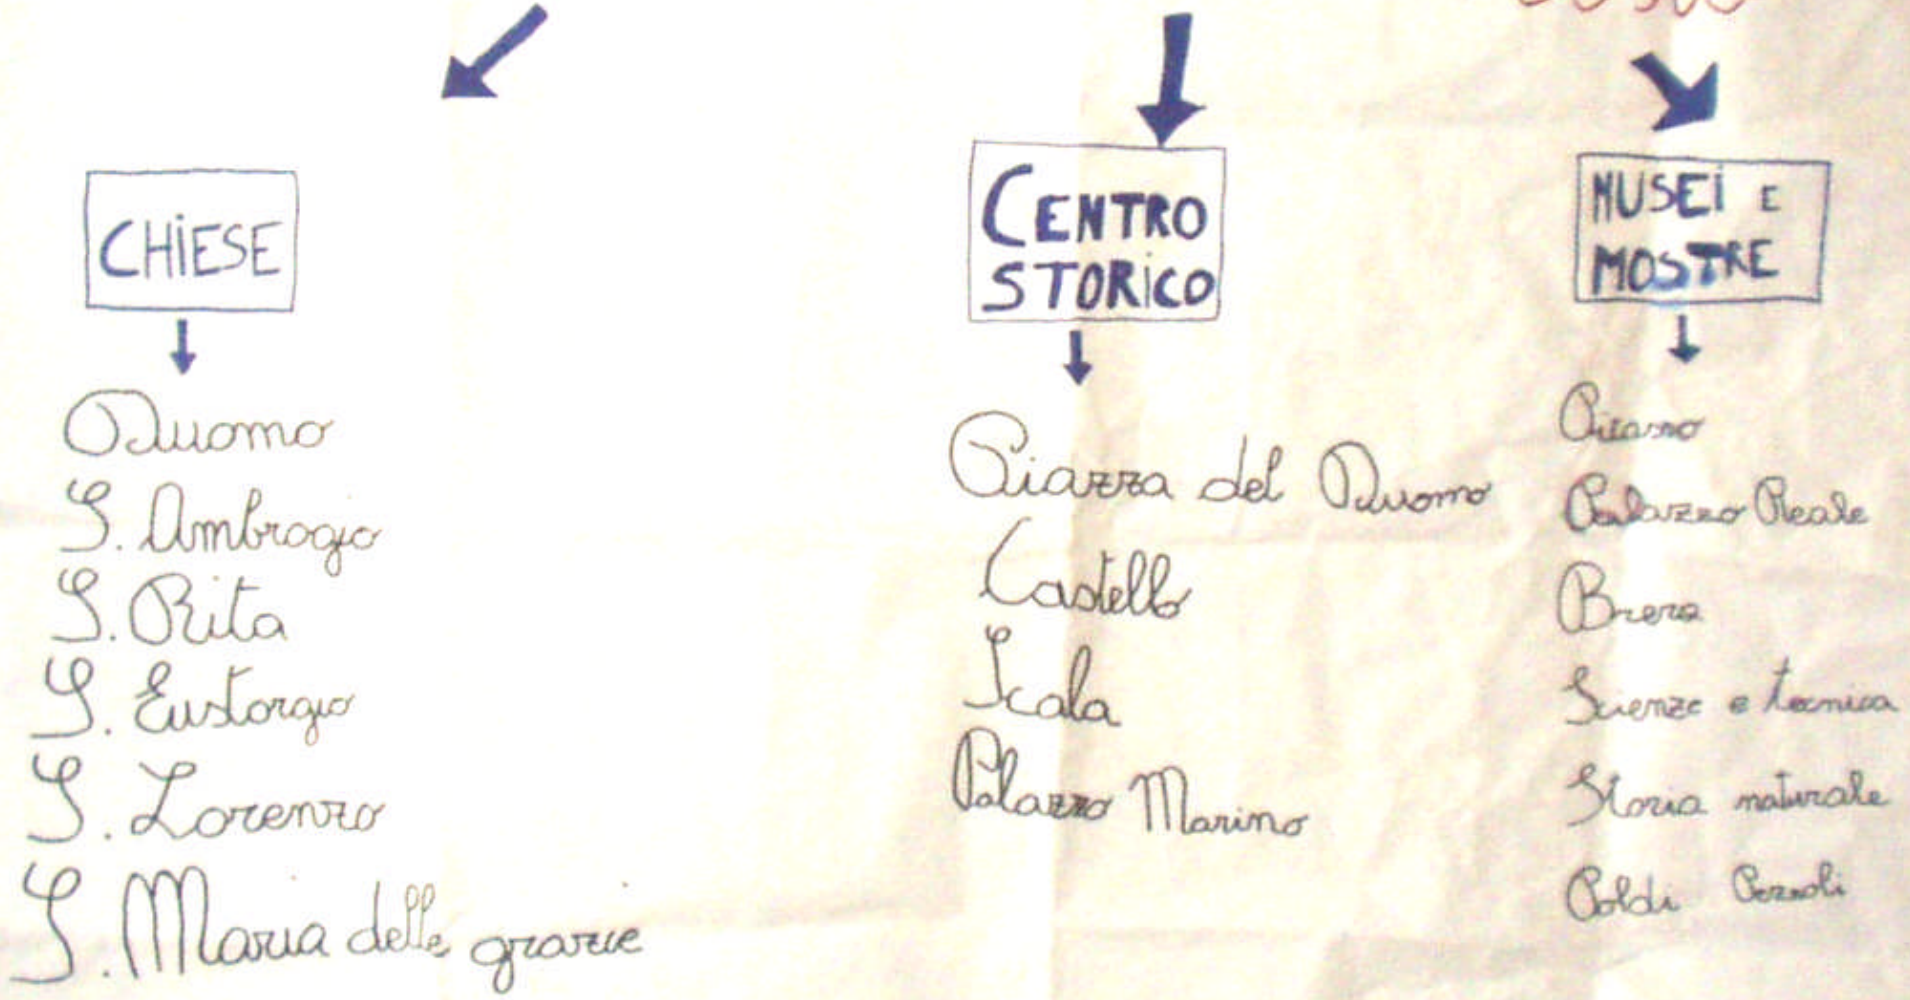 CHIESE
Duomo
S. Ambrogio
S. Rita
S. Eustorgio
S. Lorenzo
S. Maria delle grazie
CENTRO
STORICO
Piazza del Duomo
Castello
Scala
Palazzo Marino
MUSEI E
MOSTRE
Picasso
Palazzo Reale
Brera
Scienze e tecnica
Storia naturale
Poldi Pezzoli